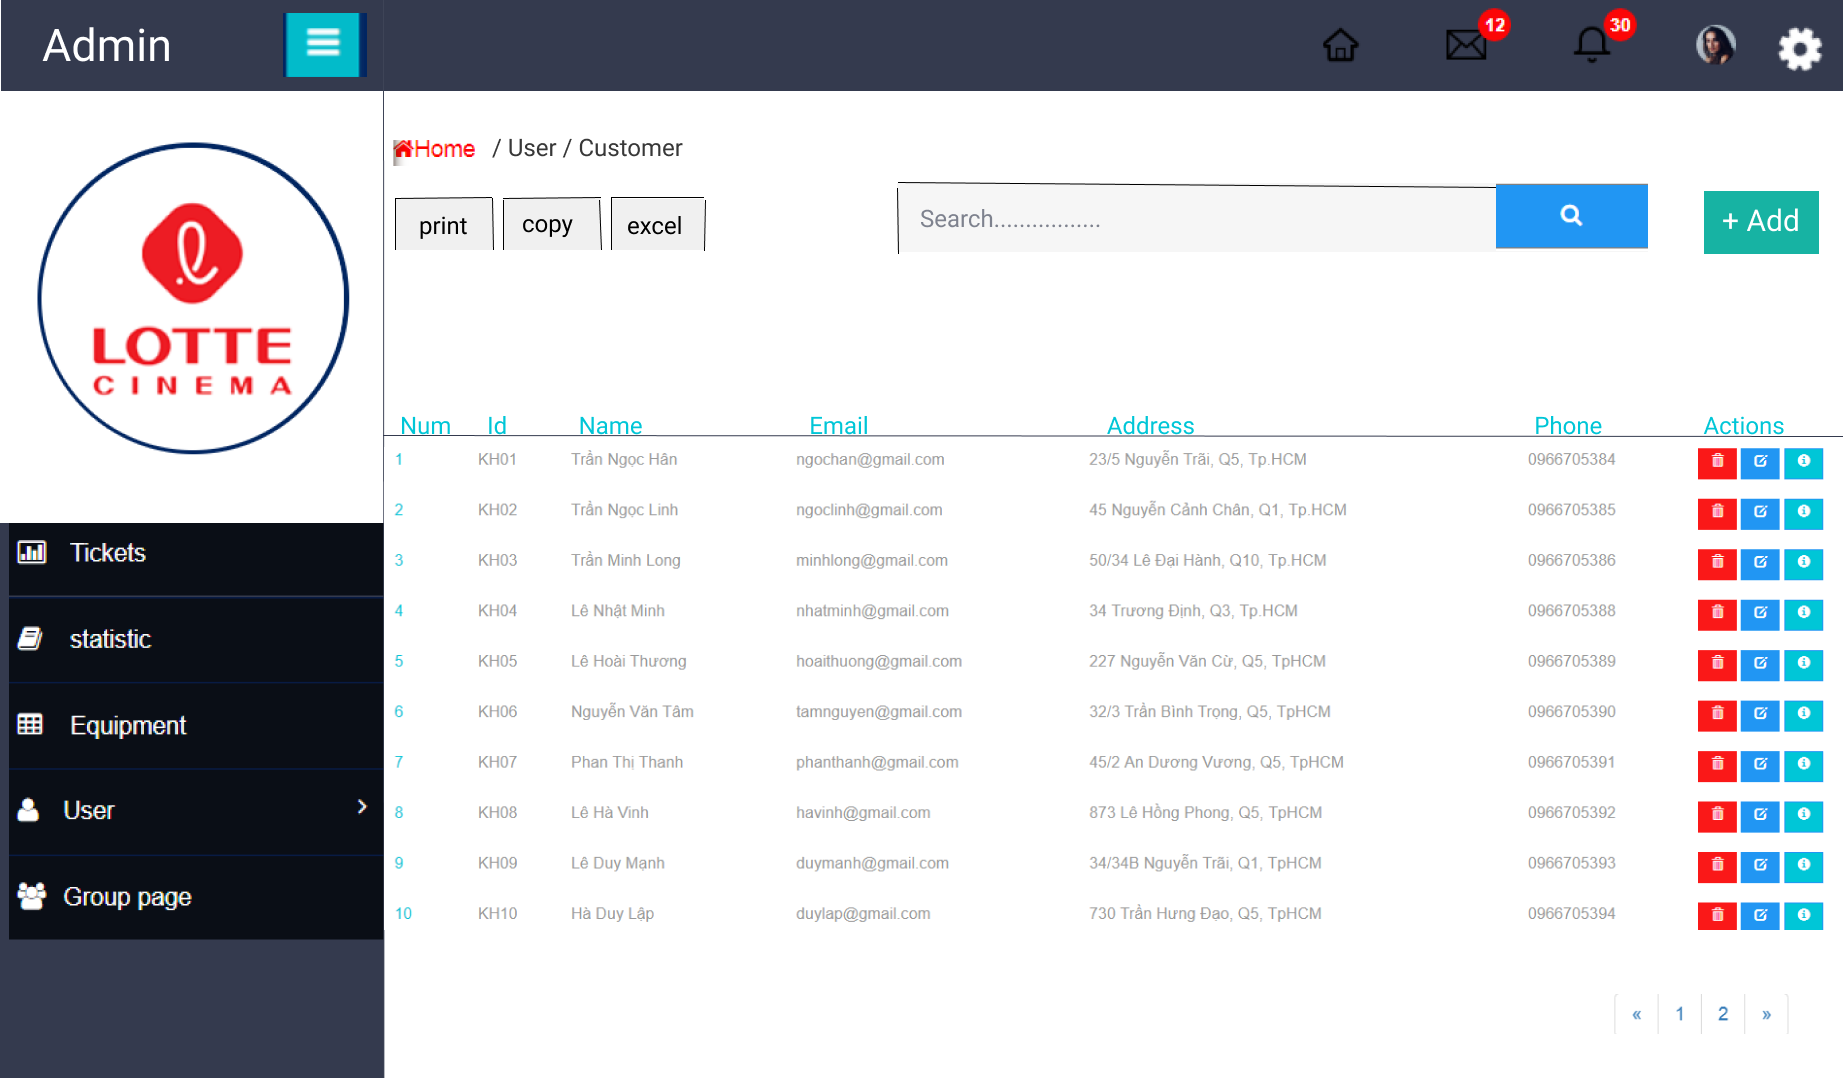 Admin
12
30
LOTTE
CINEMA
Home / User / Customer
print copy excel
Search.................
+ Add
Num Id Name Email Address Phone Actions
1 KH01 Trần Ngọc Hân ngochan@gmail.com 23/5 Nguyễn Trãi, Q5, Tp.HCM 0966705384
2 KH02 Trần Ngọc Linh ngoclinh@gmail.com 45 Nguyễn Cảnh Chân, Q1, Tp.HCM 0966705385
3 KH03 Trần Minh Long minhlong@gmail.com 50/34 Lê Đại Hành, Q10, Tp.HCM 0966705386
4 KH04 Lê Nhật Minh nhatminh@gmail.com 34 Trương Định, Q3, Tp.HCM 0966705388
5 KH05 Lê Hoài Thương hoaithuong@gmail.com 227 Nguyễn Văn Cừ, Q5, TpHCM 0966705389
6 KH06 Nguyễn Văn Tâm tamnguyen@gmail.com 32/3 Trần Bình Trọng, Q5, TpHCM 0966705390
7 KH07 Phan Thị Thanh phanthanh@gmail.com 45/2 An Dương Vương, Q5, TpHCM 0966705391
8 KH08 Lê Hà Vinh havinh@gmail.com 873 Lê Hồng Phong, Q5, TpHCM 0966705392
9 KH09 Lê Duy Mạnh duymanh@gmail.com 34/34B Nguyễn Trãi, Q1, TpHCM 0966705393
10 KH10 Hà Duy Lập duylap@gmail.com 730 Trần Hưng Đạo, Q5, TpHCM 0966705394
Tickets
statistic
Equipment
User
Group page
« 1 2 »